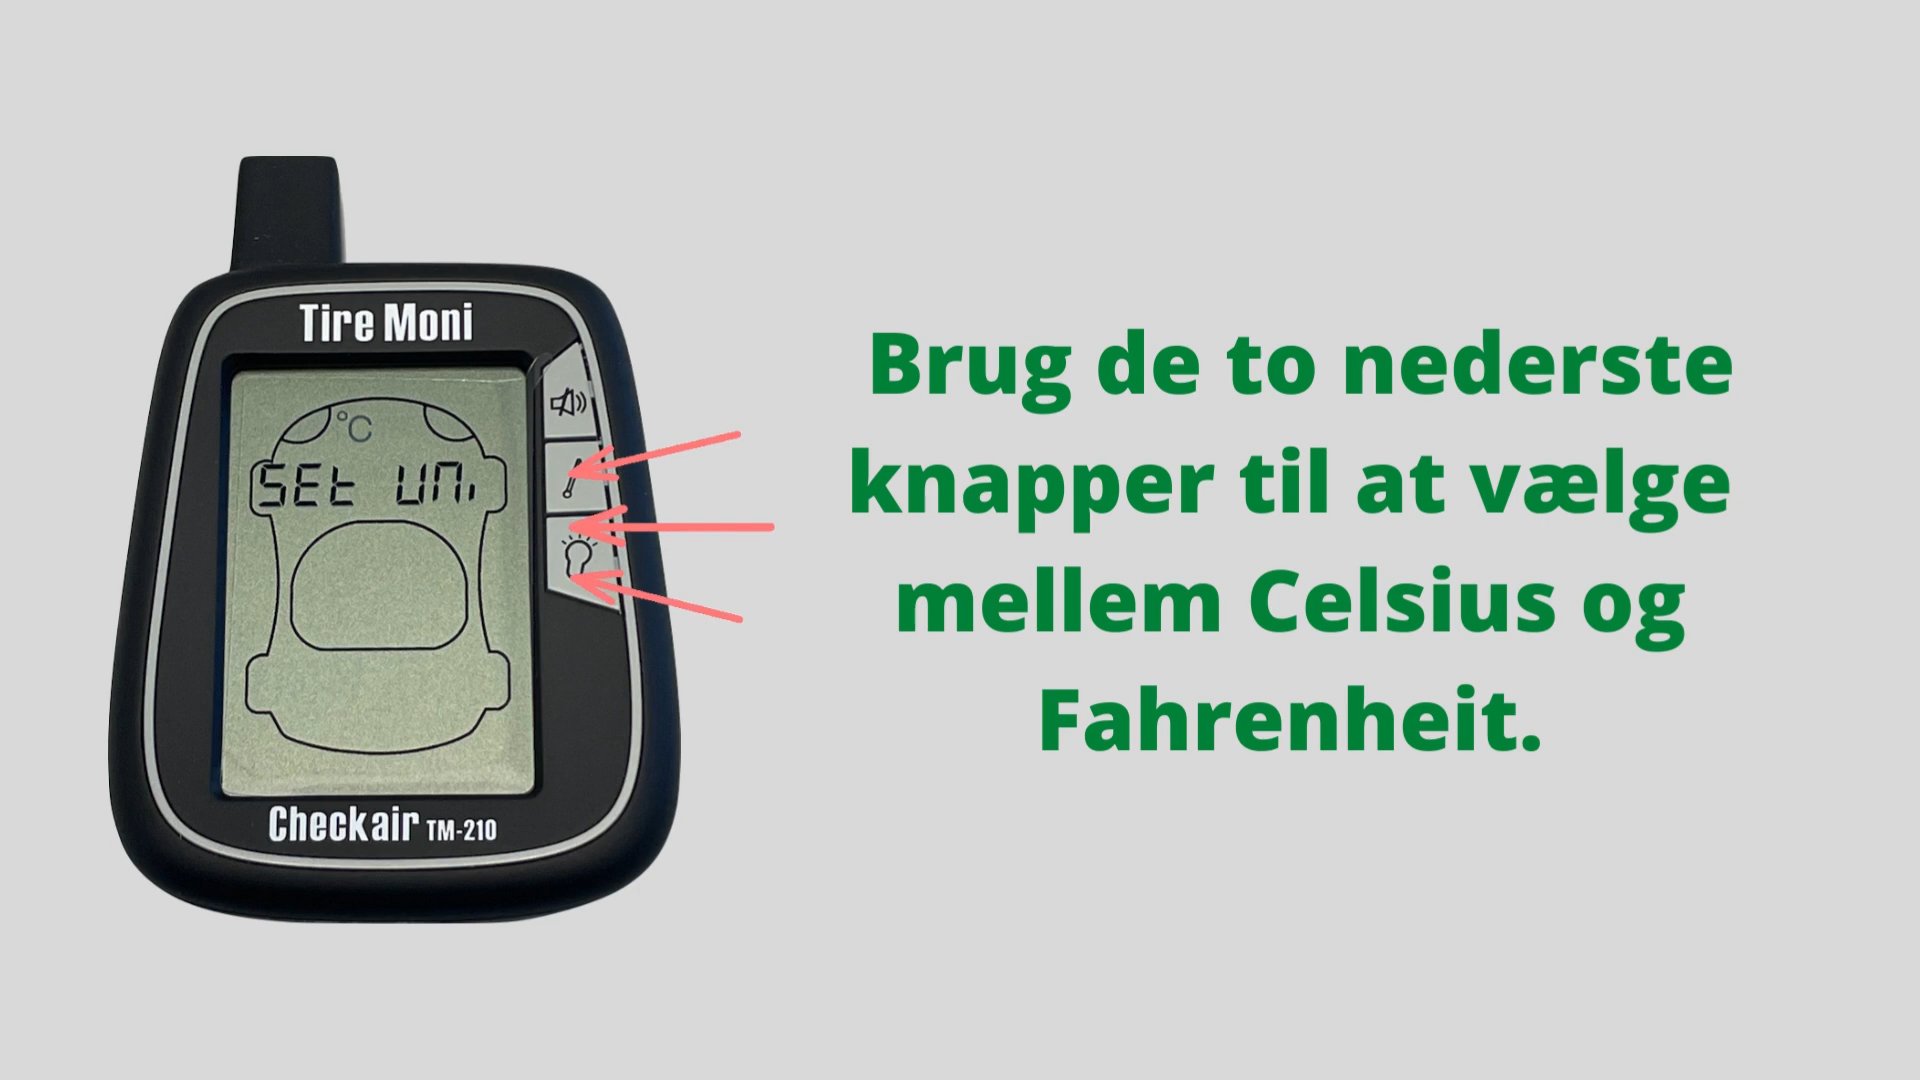 Tire Moni
°C
SEt UNi
Checkair TM-210
Brug de to nederste
knapper til at vælge
mellem Celsius og
Fahrenheit.